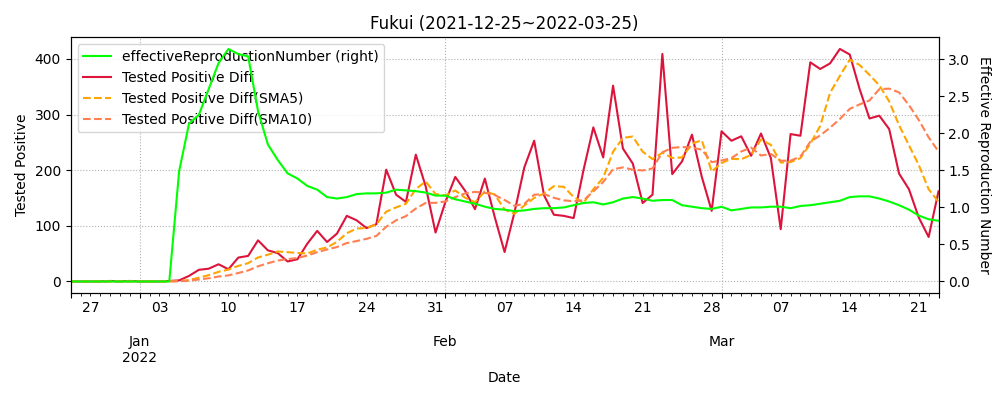 Fukui (2021-12-25~2022-03-25)
effectiveReproductionNumber (right)
Tested Positive Diff
Tested Positive Diff(SMA5)
Tested Positive Diff(SMA10)
Tested Positive
400
300
200
100
0
3.0
2.5
2.0
1.5
1.0
0.5
0.0
Effective Reproduction Number
27 03 10 17 24 31 07 14 21 28 07 14 21
Jan Feb Mar
2022
Date